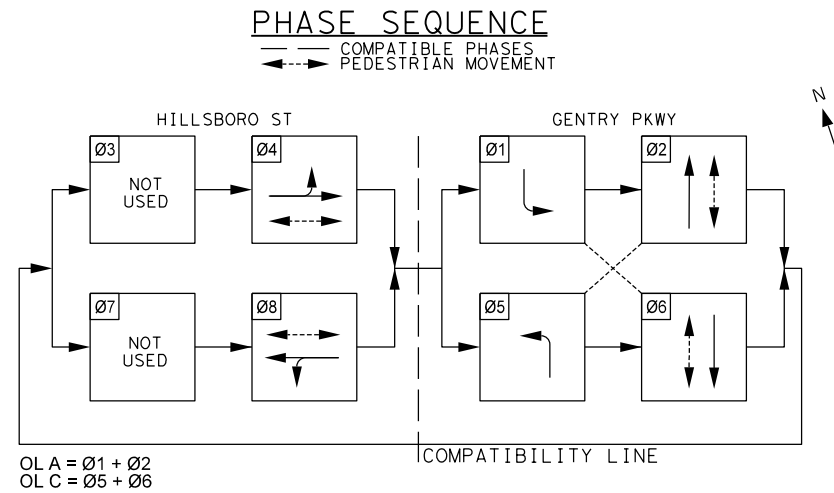 PHASE SEQUENCE
COMPATIBLE PHASES
PEDESTRIAN MOVEMENT
N
HILLSBORO ST
GENTRY PKWY
Ø3
NOT
USED
Ø4
Ø1
Ø2
Ø7
NOT
USED
Ø8
Ø5
Ø6
COMPATIBILITY LINE
OL A = Ø1 + Ø2
OL C = Ø5 + Ø6